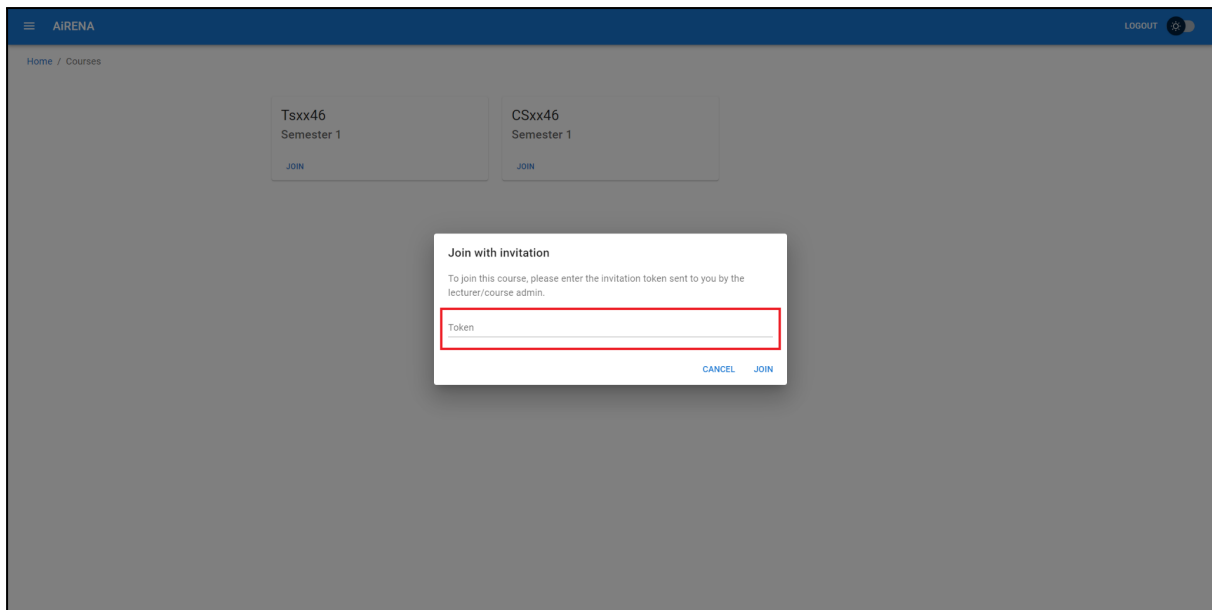 AiRENA
LOGOUT
Home / Courses
Tsxx46
Semester 1
JOIN
CSxx46
Semester 1
JOIN
Join with invitation
To join this course, please enter the invitation token sent to you by the
lecturer/course admin.
Token
CANCEL JOIN